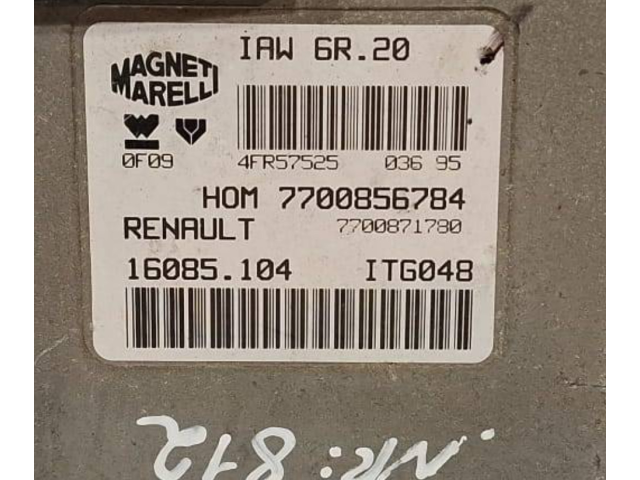 IAW 6R.20
MAGNETI
MARELLI
0F09 4FR57525 036 95
HOM 7700856784
RENAULT 7700871780
16085.104 ITG048
.NR: 812